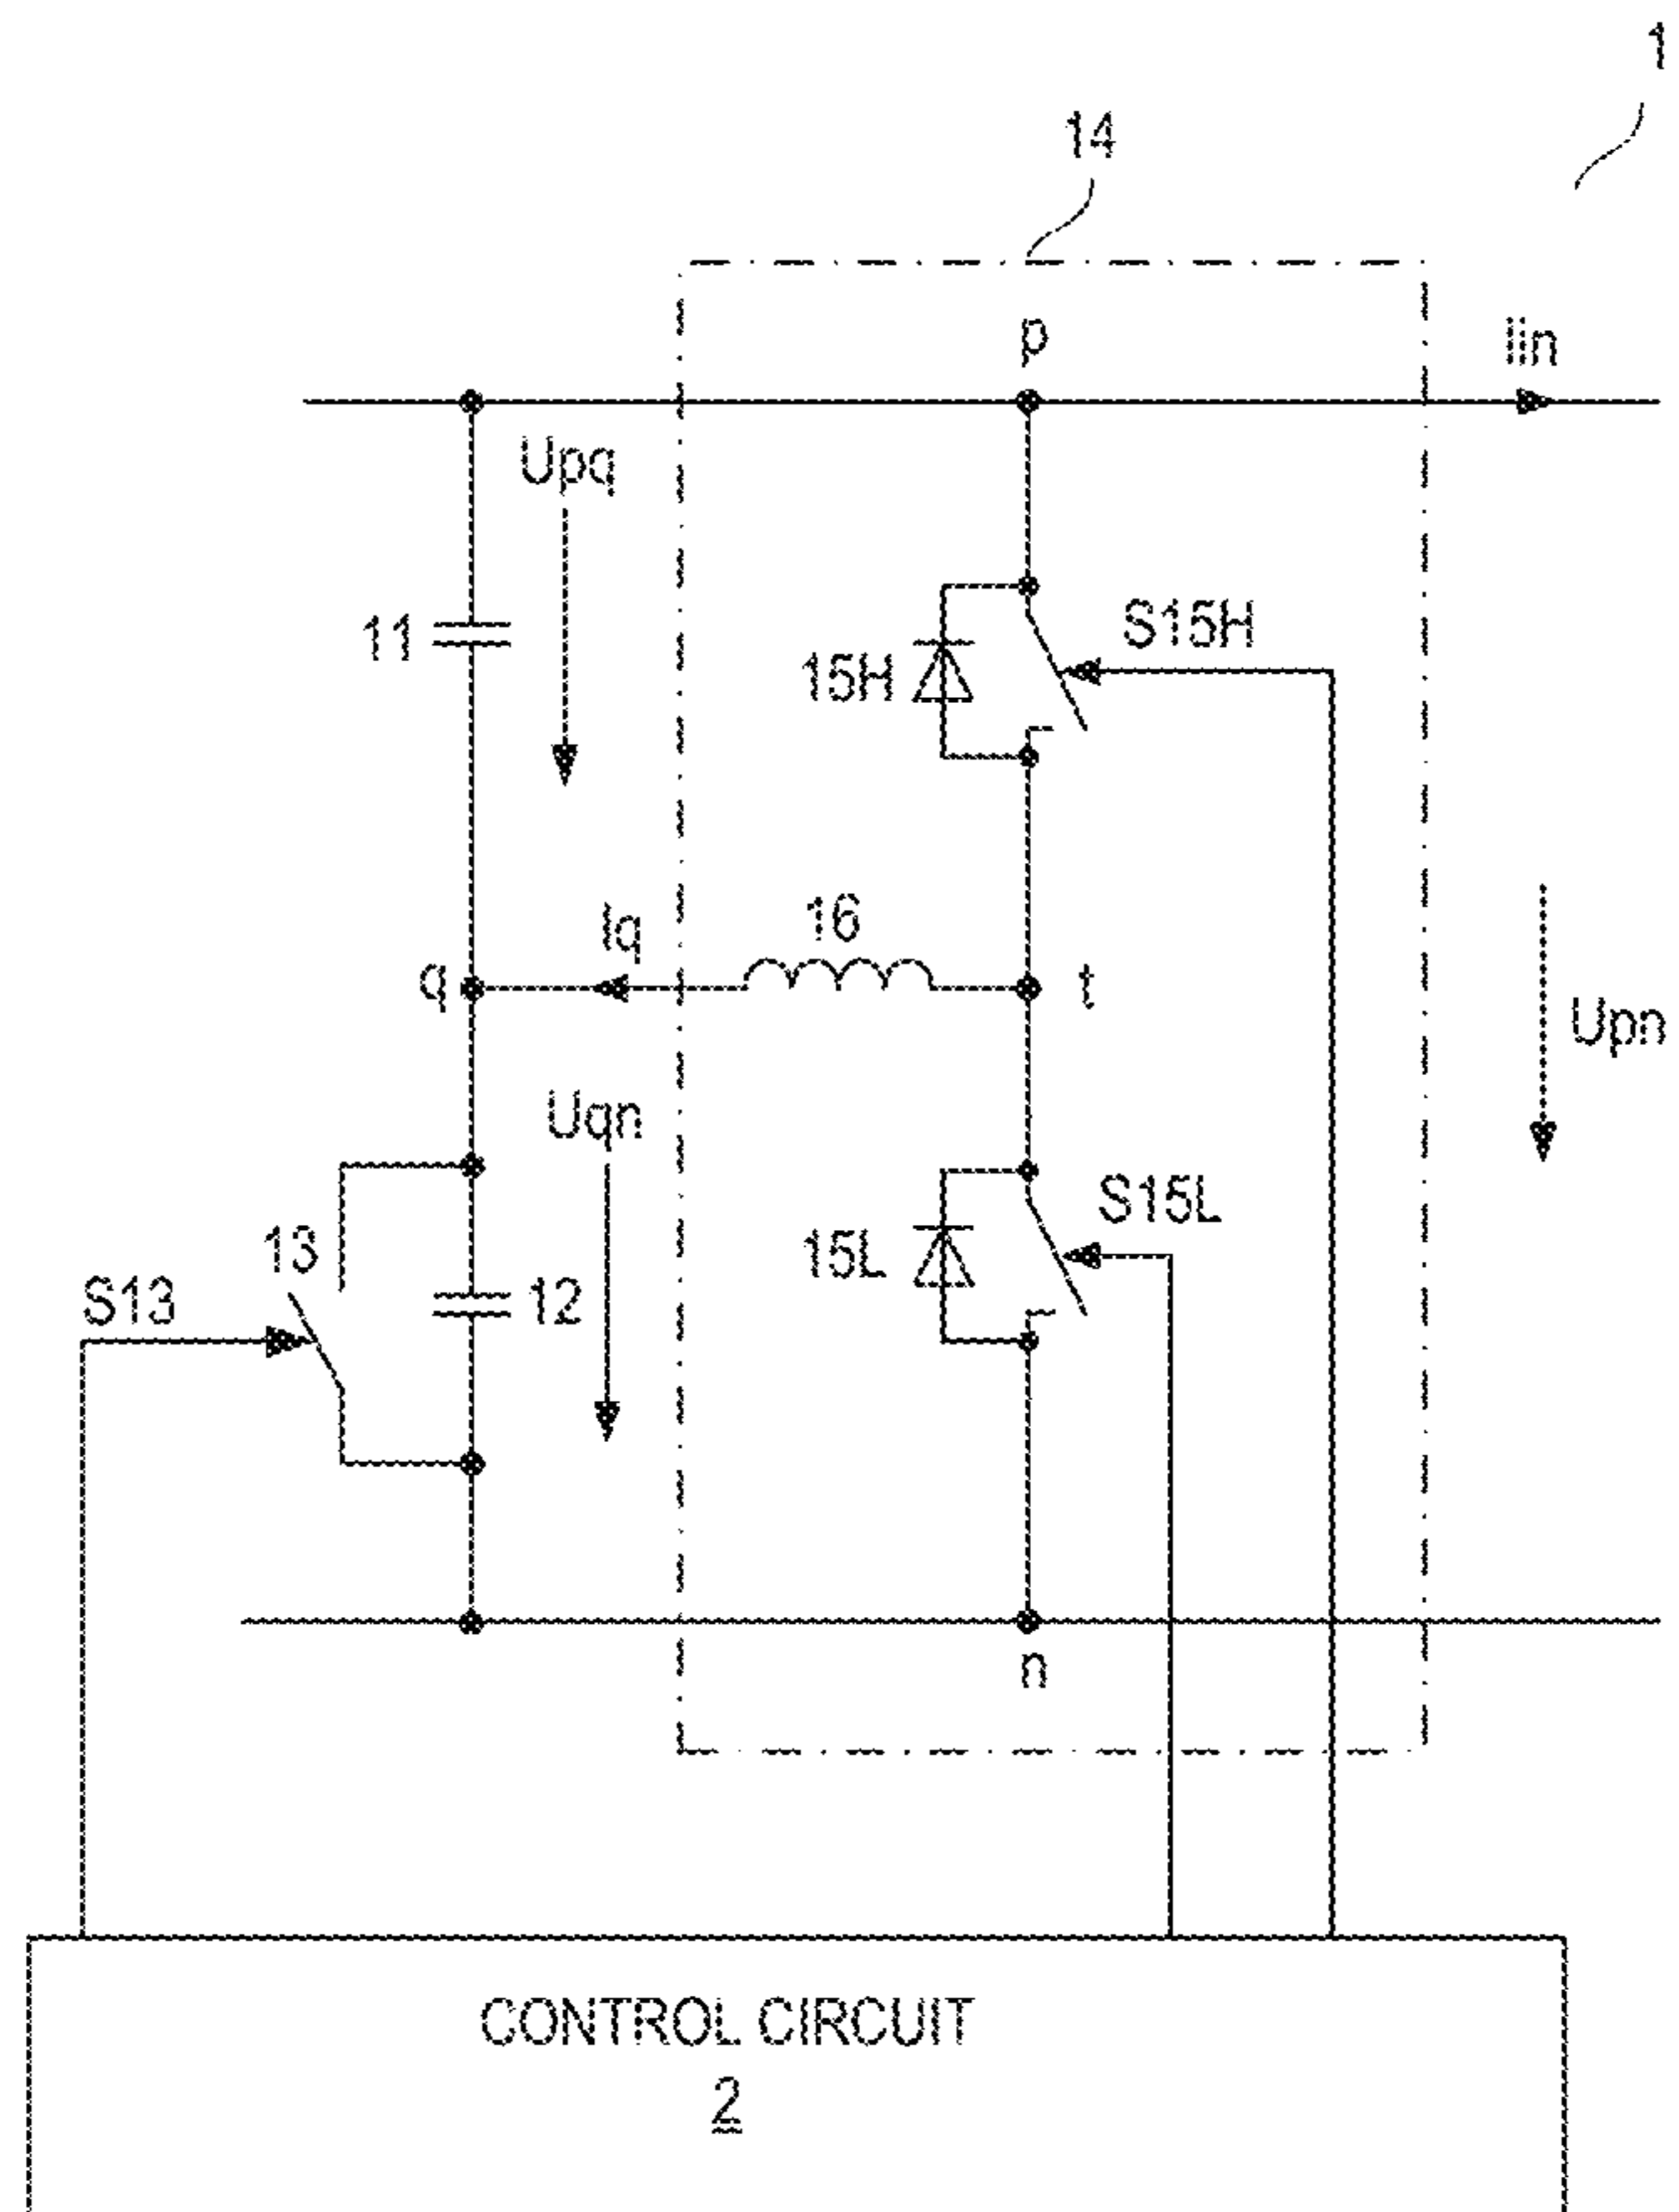 1
14
p
iin
Upq
11
15H
S15H
Iq
16
q
t
Upn
Uqn
13
S13
12
15L
S15L
n
CONTROL CIRCUIT
2